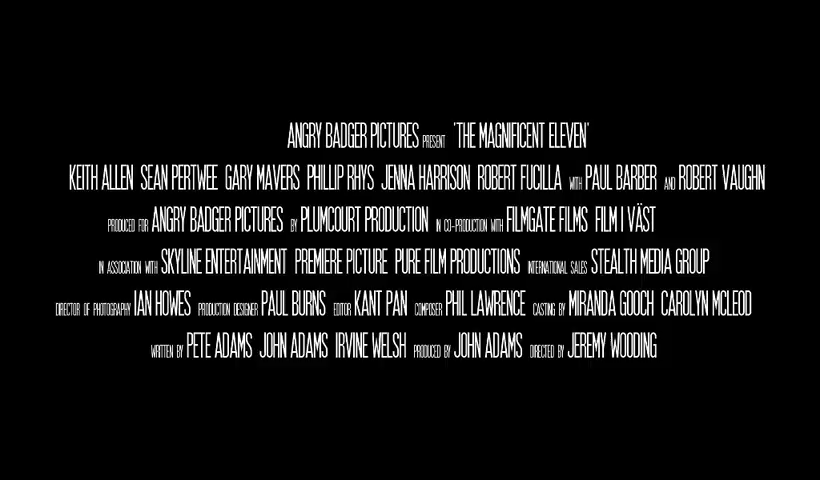 ANGRY BADGER PICTURES PRESENT 'THE MAGNIFICENT ELEVEN'
KEITH ALLEN SEAN PERTWEE GARY MAVERS PHILLIP RHYS JENNA HARRISON ROBERT FUCILLA WITH PAUL BARBER AND ROBERT VAUGHN
PRODUCED FOR ANGRY BADGER PICTURES BY PLUMCOURT PRODUCTION IN CO-PRODUCTION WITH FILMGATE FILMS FILM I VÄST
IN ASSOCIATION WITH SKYLINE ENTERTAINMENT PREMIERE PICTURE PURE FILM PRODUCTIONS INTERNATIONAL SALES STEALTH MEDIA GROUP
DIRECTOR OF PHOTOGRAPHY IAN HOWES PRODUCTION DESIGNER PAUL BURNS EDITOR KANT PAN COMPOSER PHIL LAWRENCE CASTING BY MIRANDA GOOCH CAROLYN MCLEOD
WRITTEN BY PETE ADAMS JOHN ADAMS IRVINE WELSH PRODUCED BY JOHN ADAMS DIRECTED BY JEREMY WOODING